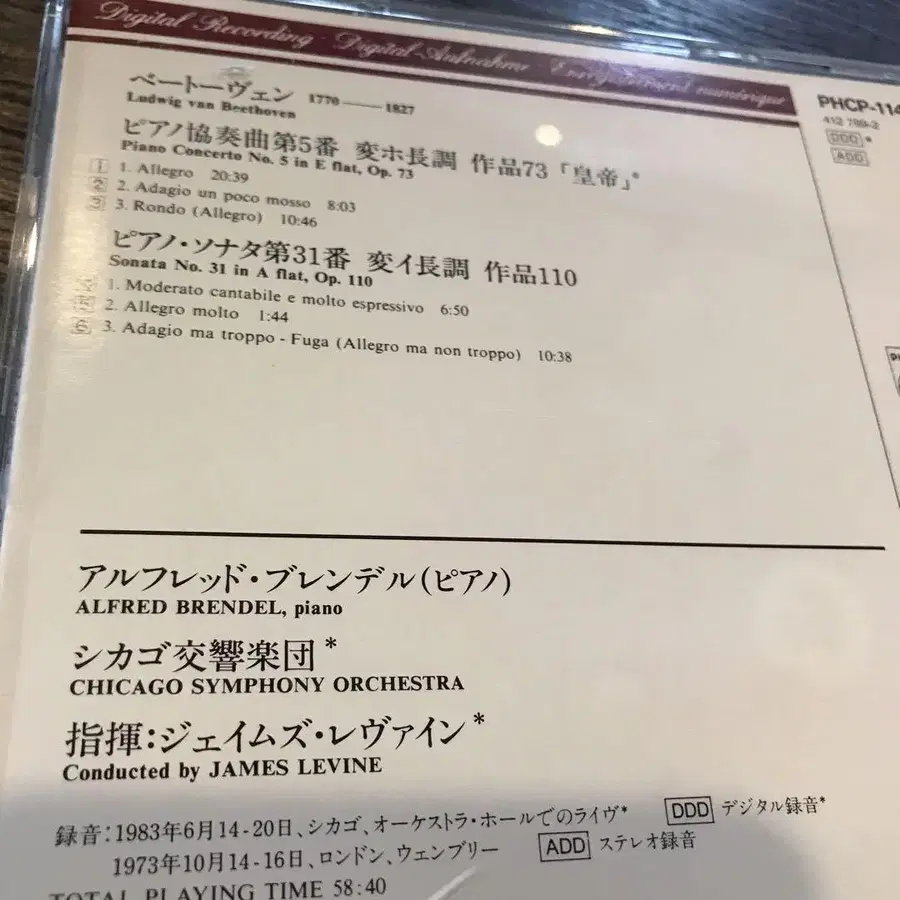 Digital Recording · Digital-Aufnahme Enregistrement numérique
PHCP-114
412 789-2
DDD *
ADD
ベートーヴェン 1770——1827
Ludwig van Beethoven
ピアノ協奏曲第5番 変ホ長調 作品73「皇帝」*
Piano Concerto No. 5 in E flat, Op. 73
1 1. Allegro 20:39
2 2. Adagio un poco mosso 8:03
3 3. Rondo (Allegro) 10:46
ピアノ・ソナタ第31番 変イ長調 作品110
Sonata No. 31 in A flat, Op. 110
4 1. Moderato cantabile e molto espressivo 6:50
5 2. Allegro molto 1:44
6 3. Adagio ma troppo - Fuga (Allegro ma non troppo) 10:38
アルフレッド・ブレンデル(ピアノ)
ALFRED BRENDEL, piano
シカゴ交響楽団*
CHICAGO SYMPHONY ORCHESTRA
指揮:ジェイムズ・レヴァイン*
Conducted by JAMES LEVINE
録音:1983年6月14-20日、シカゴ、オーケストラ・ホールでのライヴ* DDD デジタル録音*
1973年10月14-16日、ロンドン、ウェンブリー ADD ステレオ録音
TOTAL PLAYING TIME 58:40